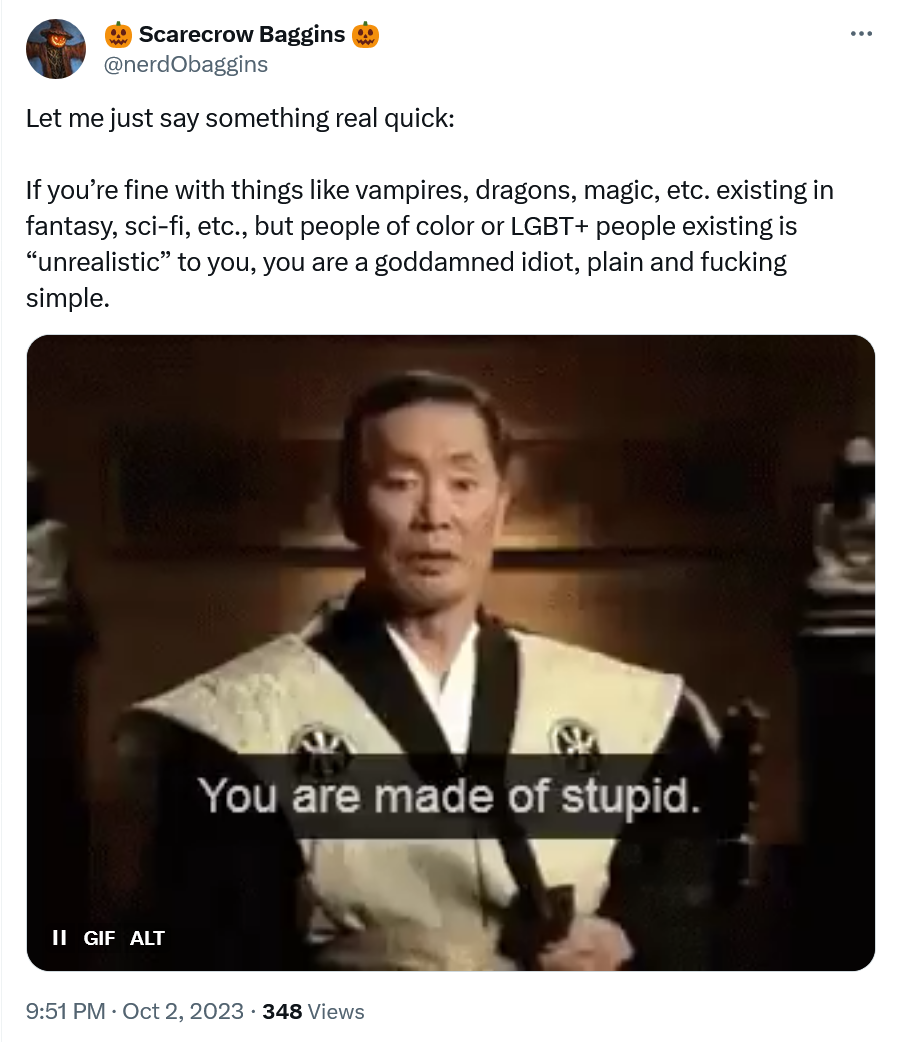 🎃 Scarecrow Baggins 🎃
@nerdObaggins
Let me just say something real quick:
If you’re fine with things like vampires, dragons, magic, etc. existing in
fantasy, sci-fi, etc., but people of color or LGBT+ people existing is
“unrealistic” to you, you are a goddamned idiot, plain and fucking
simple.
You are made of stupid.
GIF ALT
9:51 PM · Oct 2, 2023 · 348 Views